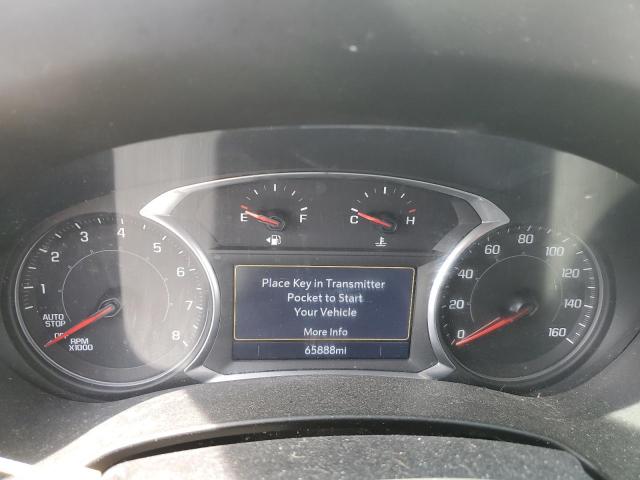 E F
C H
1 2 3 4 5 6 7 8
AUTO
STOP
OFF
RPM
X1000
Place Key in Transmitter
Pocket to Start
Your Vehicle
More Info
65888mi
0 20 40 60 80 100 120 140 160